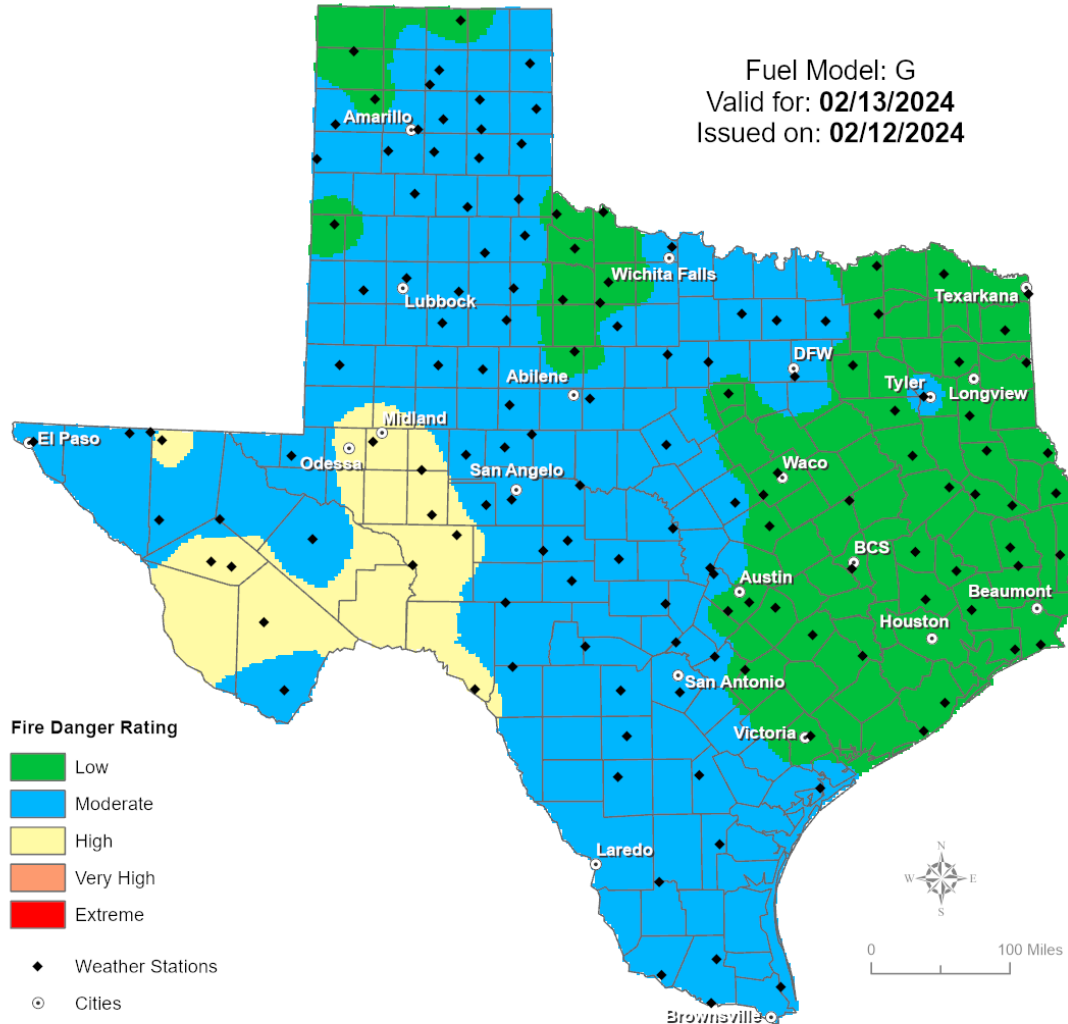 Fuel Model: G
Valid for: 02/13/2024
Issued on: 02/12/2024
Amarillo
Wichita Falls
Lubbock
Texarkana
DFW
Abilene
Tyler
Longview
Midland
El Paso
Odessa
San Angelo
Waco
BCS
Austin
Beaumont
Houston
San Antonio
Victoria
Laredo
Brownsville
Fire Danger Rating
Low
Moderate
High
Very High
Extreme
Weather Stations
Cities
N
W E
S
0 100 Miles